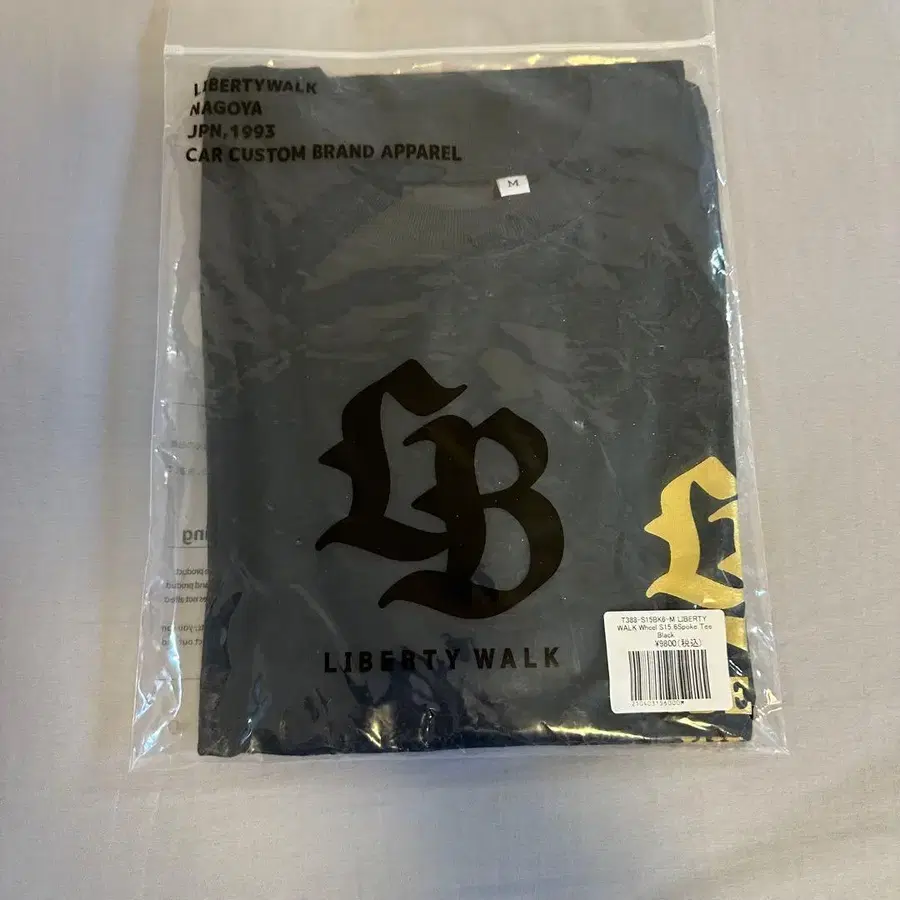 LIBERTYWALK
NAGOYA
JPN,1993
CAR CUSTOM BRAND APPAREL
M
LB
LIBERTY WALK
T388-S15BK6-M LIBERTY
WALK Wheel S15 6Spoke Tee
Black
¥9800(税込)
E